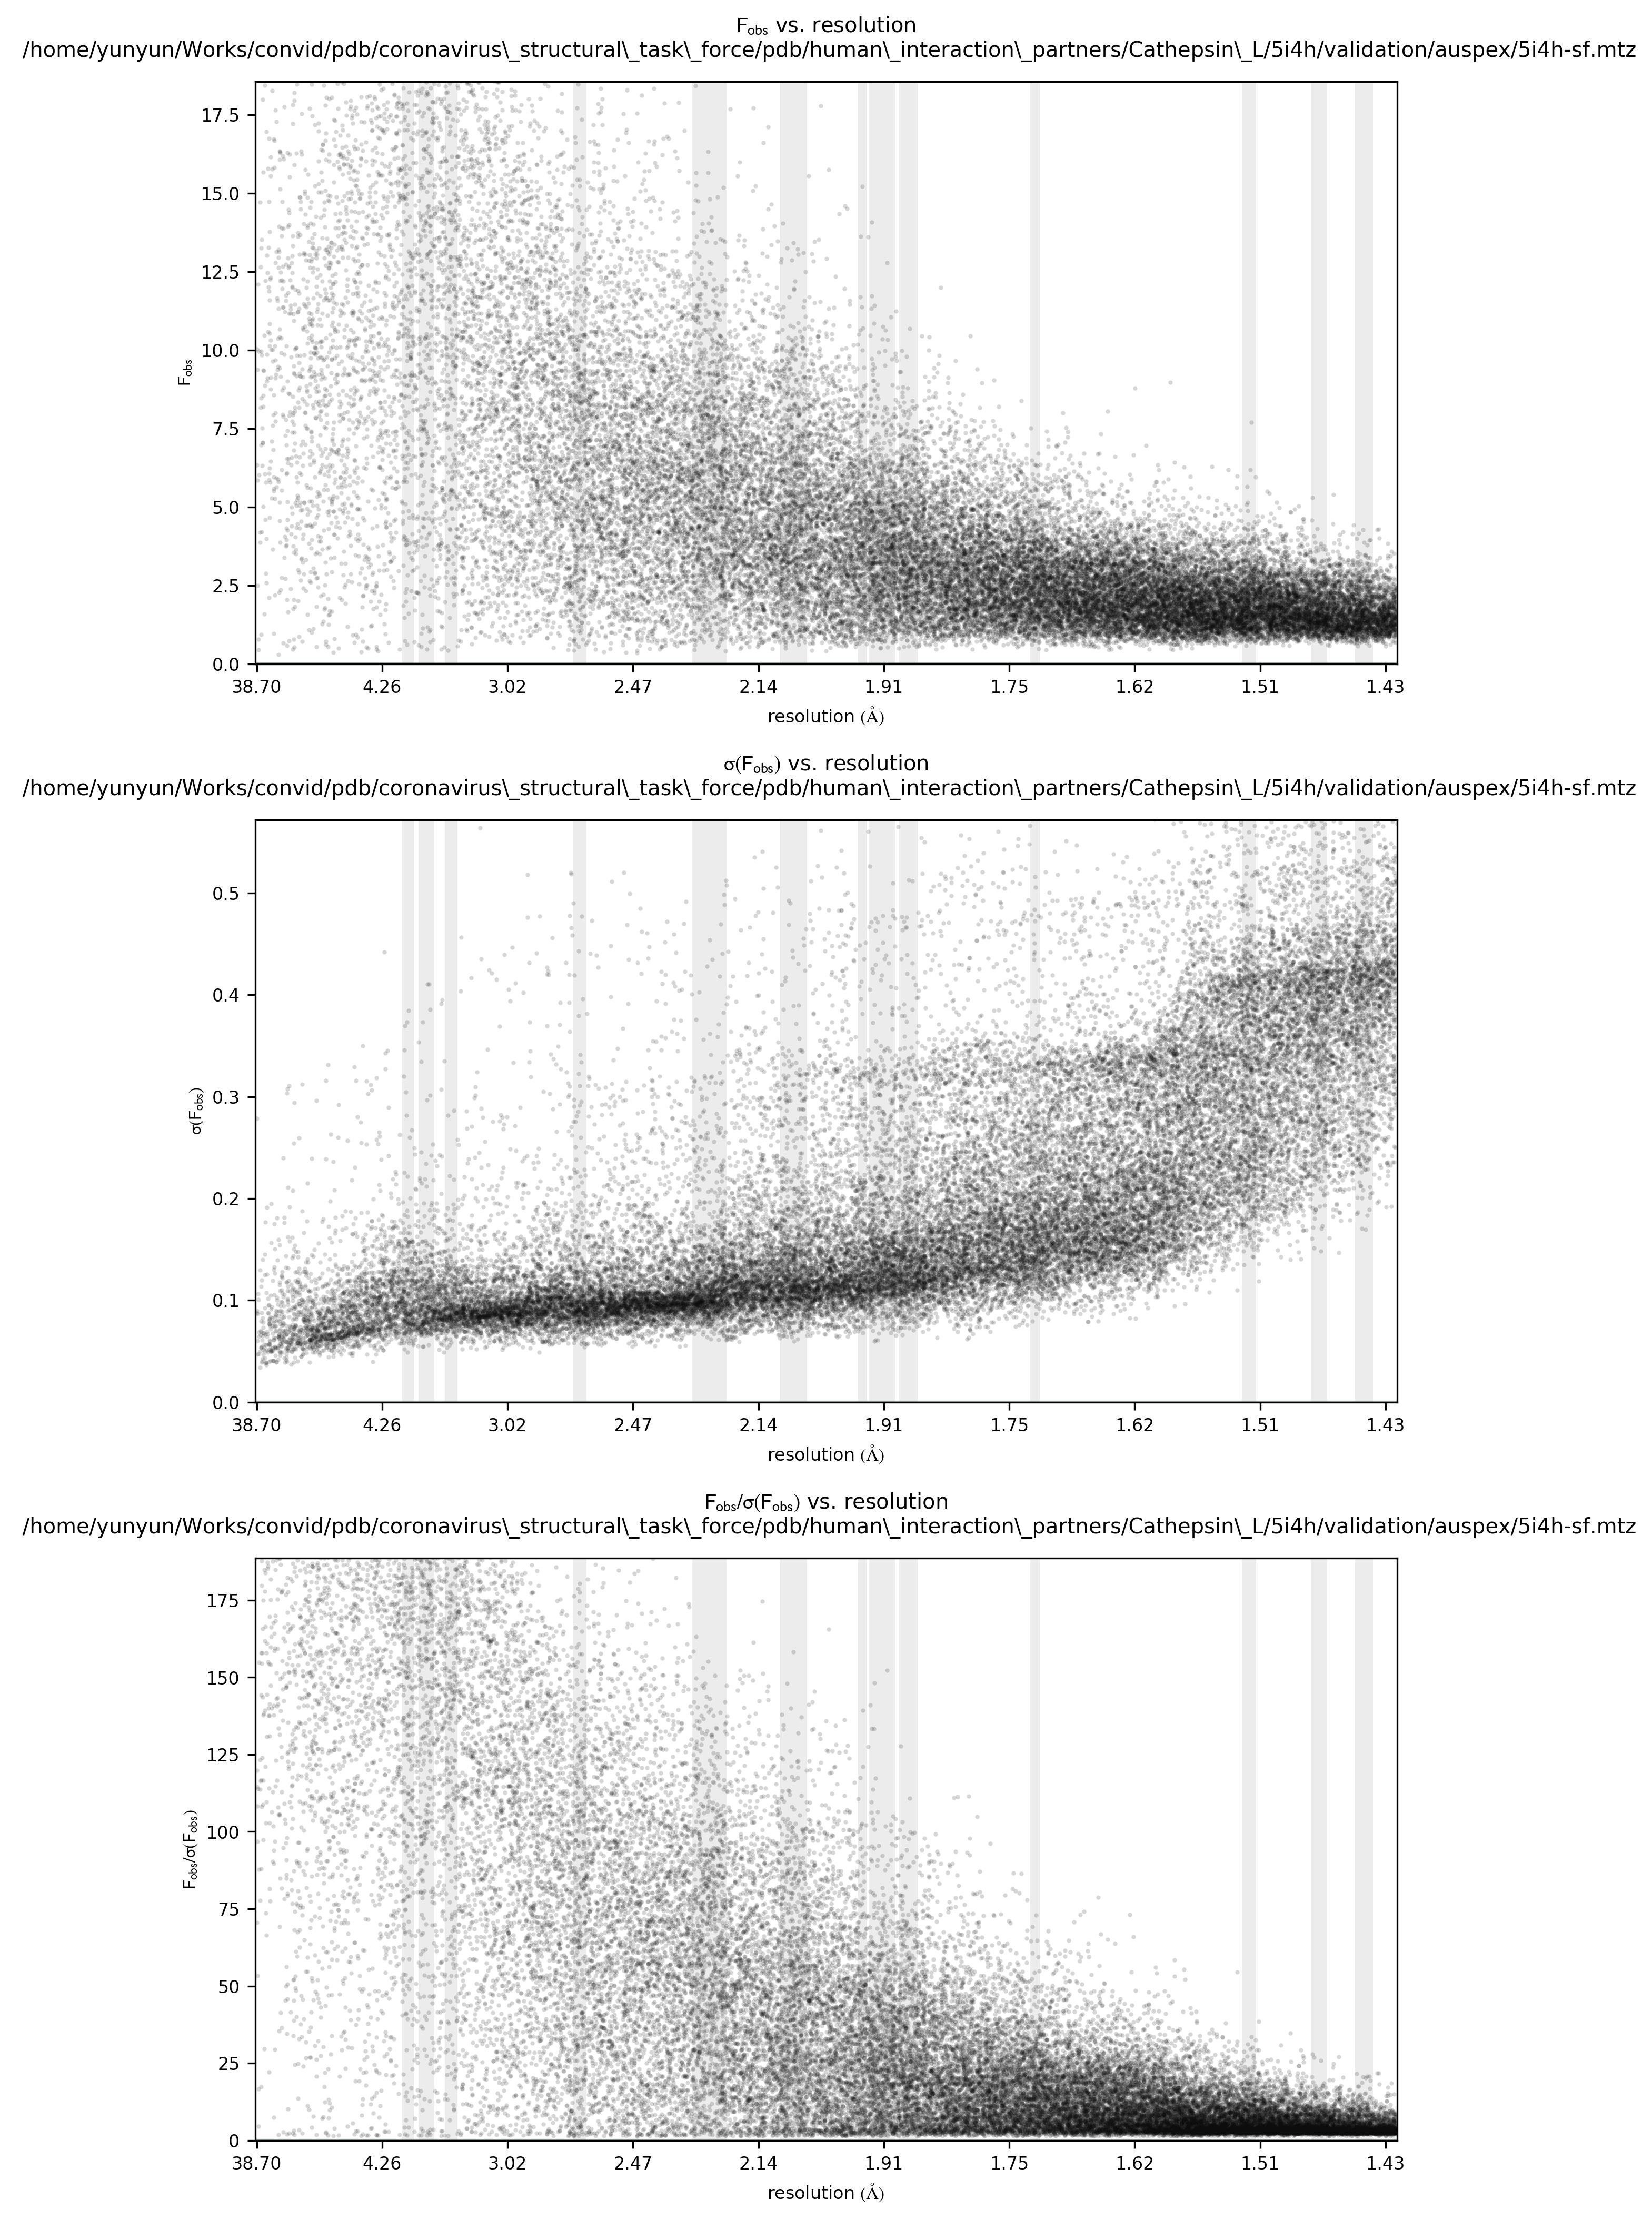 Fobs vs. resolution
/home/yunyun/Works/convid/pdb/coronavirus\_structural\_task\_force/pdb/human\_interaction\_partners/Cathepsin\_L/5i4h/validation/auspex/5i4h-sf.mtz
17.5
15.0
12.5
10.0
7.5
5.0
2.5
0.0
Fobs
38.70 4.26 3.02 2.47 2.14 1.91 1.75 1.62 1.51 1.43
resolution (Å)
σ(Fobs) vs. resolution
/home/yunyun/Works/convid/pdb/coronavirus\_structural\_task\_force/pdb/human\_interaction\_partners/Cathepsin\_L/5i4h/validation/auspex/5i4h-sf.mtz
0.5
0.4
0.3
0.2
0.1
0.0
σ(Fobs)
38.70 4.26 3.02 2.47 2.14 1.91 1.75 1.62 1.51 1.43
resolution (Å)
Fobs/σ(Fobs) vs. resolution
/home/yunyun/Works/convid/pdb/coronavirus\_structural\_task\_force/pdb/human\_interaction\_partners/Cathepsin\_L/5i4h/validation/auspex/5i4h-sf.mtz
175
150
125
100
75
50
25
0
Fobs/σ(Fobs)
38.70 4.26 3.02 2.47 2.14 1.91 1.75 1.62 1.51 1.43
resolution (Å)